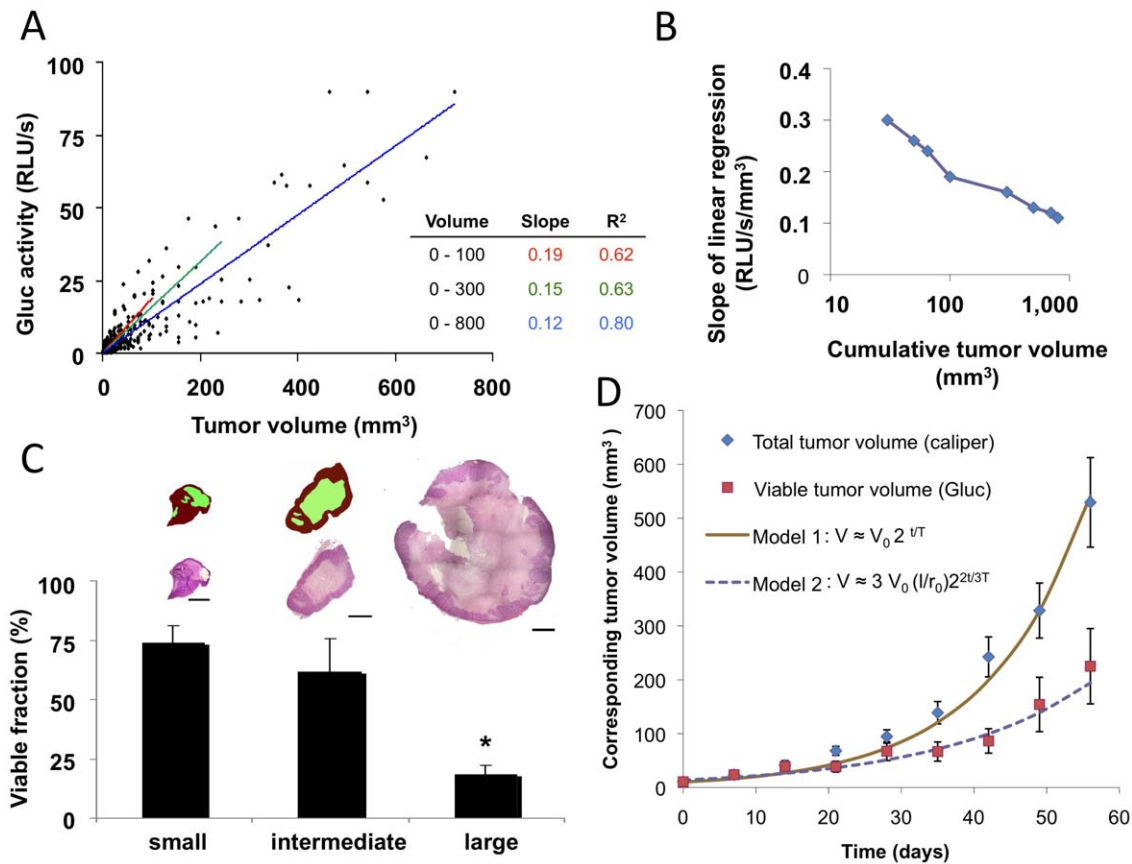 A
100
75
50
25
0
Gluc activity (RLU/s)
0 200 400 600 800
Tumor volume (mm³)
Volume Slope R²
0 - 100 0.19 0.62
0 - 300 0.15 0.63
0 - 800 0.12 0.80
B
0.4
0.3
0.2
0.1
0
Slope of linear regression
(RLU/s/mm³)
10 100 1,000
Cumulative tumor volume
(mm³)
C
100
75
50
25
0
Viable fraction (%)
*
small intermediate large
D
700
600
500
400
300
200
100
0
Corresponding tumor volume (mm³)
Total tumor volume (caliper)
Viable tumor volume (Gluc)
Model 1: V ≈ V₀ 2 ᵗ/ᵀ
Model 2 : V ≈ 3 V₀ (l/r₀)2²ᵗ/³ᵀ
0 10 20 30 40 50 60
Time (days)